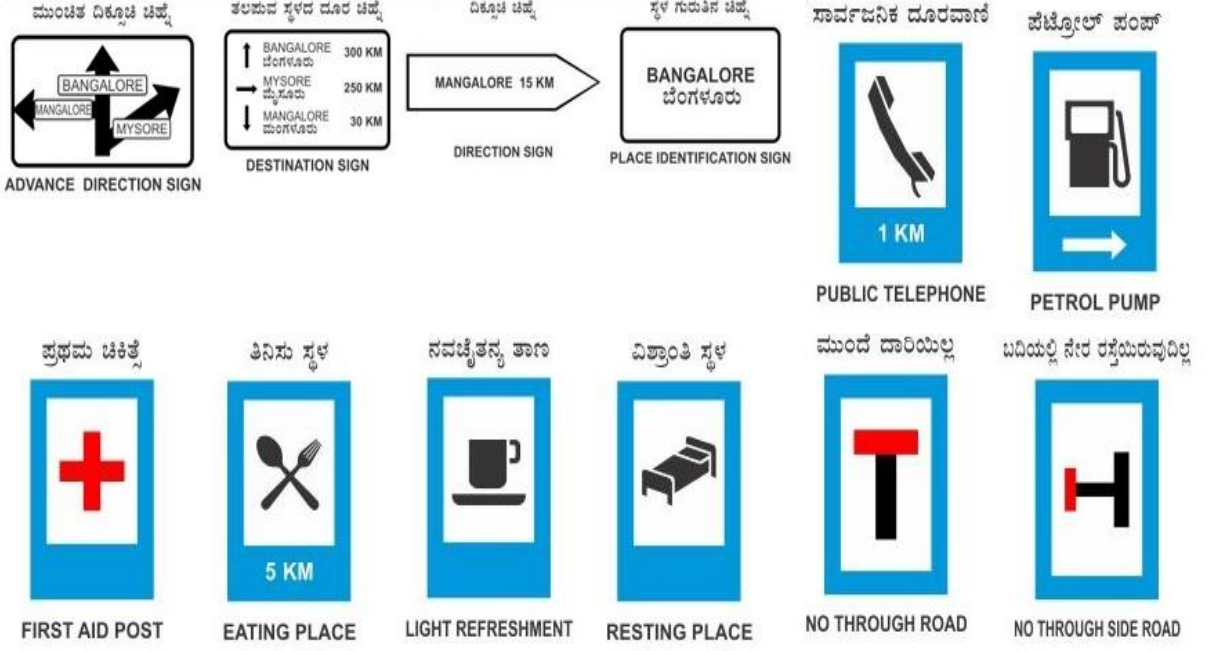 ಮುಂಚಿತ ದಿಕ್ಸೂಚಿ ಚಿಹ್ನೆ
BANGALORE
MANGALORE
MYSORE
ADVANCE DIRECTION SIGN
ತಲಪುವ ಸ್ಥಳದ ದೂರ ಚಿಹ್ನೆ
BANGALORE 300 KM
ಬೆಂಗಳೂರು
MYSORE 250 KM
ಮೈಸೂರು
MANGALORE 30 KM
ಮಂಗಳೂರು
DESTINATION SIGN
ದಿಕ್ಸೂಚಿ ಚಿಹ್ನೆ
MANGALORE 15 KM
DIRECTION SIGN
ಸ್ಥಳ ಗುರುತಿನ ಚಿಹ್ನೆ
BANGALORE
ಬೆಂಗಳೂರು
PLACE IDENTIFICATION SIGN
ಸಾರ್ವಜನಿಕ ದೂರವಾಣಿ
1 KM
PUBLIC TELEPHONE
ಪೆಟ್ರೋಲ್ ಪಂಪ್
PETROL PUMP
ಪ್ರಥಮ ಚಿಕಿತ್ಸೆ
FIRST AID POST
ತಿನಿಸು ಸ್ಥಳ
5 KM
EATING PLACE
ನವಚೈತನ್ಯ ತಾಣ
LIGHT REFRESHMENT
ವಿಶ್ರಾಂತಿ ಸ್ಥಳ
RESTING PLACE
ಮುಂದೆ ದಾರಿಯಿಲ್ಲ
NO THROUGH ROAD
ಬದಿಯಲ್ಲಿ ನೇರ ರಸ್ತೆಯಿರುವುದಿಲ್ಲ
NO THROUGH SIDE ROAD